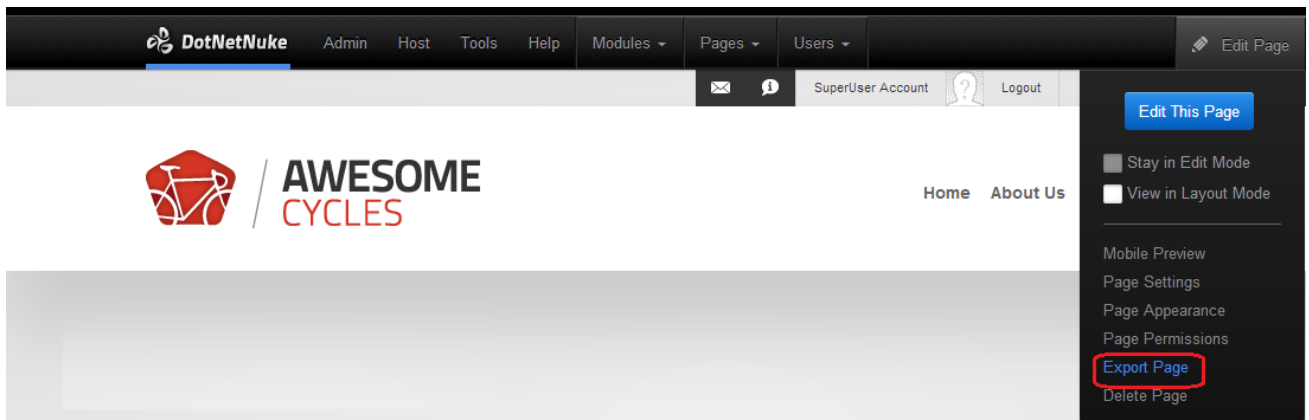 DotNetNuke Admin Host Tools Help Modules Pages Users Edit Page
SuperUser Account Logout
Edit This Page
Stay in Edit Mode
View in Layout Mode
AWESOME
CYCLES
Home About Us
Mobile Preview
Page Settings
Page Appearance
Page Permissions
Export Page
Delete Page